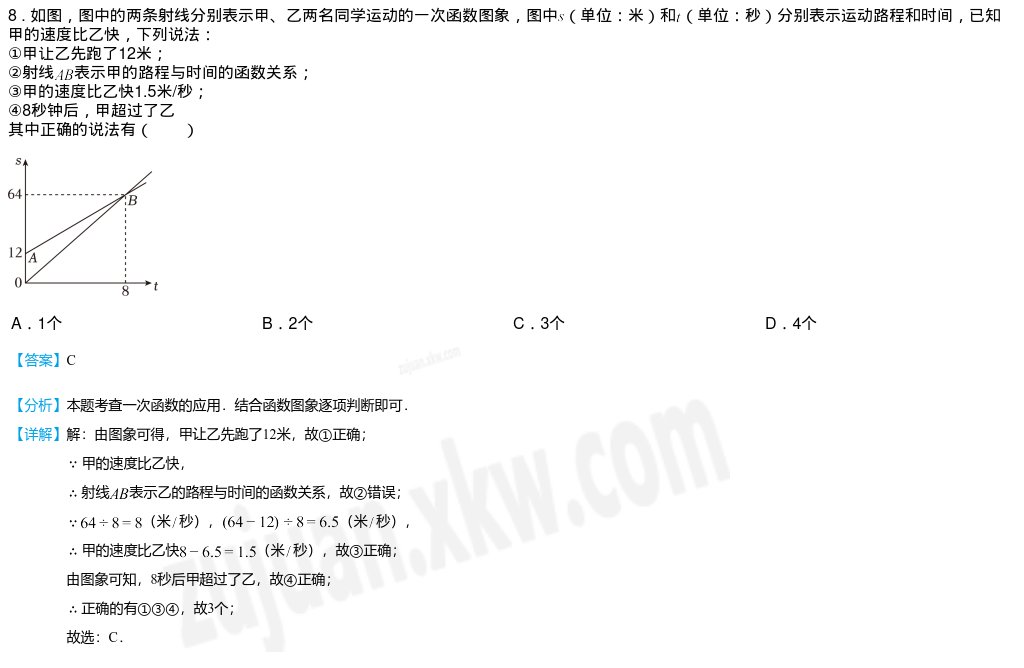 8．如图，图中的两条射线分别表示甲、乙两名同学运动的一次函数图象，图中s（单位：米）和t（单位：秒）分别表示运动路程和时间，已知
甲的速度比乙快，下列说法：
①甲让乙先跑了12米；
②射线AB表示甲的路程与时间的函数关系；
③甲的速度比乙快1.5米/秒；
④8秒钟后，甲超过了乙
其中正确的说法有（　　）
s
64
B
12
A
0
8
t
A．1个 B．2个 C．3个 D．4个
【答案】C
zujuan.xkw.com
【分析】本题考查一次函数的应用．结合函数图象逐项判断即可．
【详解】解：由图象可得，甲让乙先跑了12米，故①正确；
∵甲的速度比乙快，
∴射线AB表示乙的路程与时间的函数关系，故②错误；
∵64÷8=8（米/秒），(64−12)÷8=6.5（米/秒），
∴甲的速度比乙快8−6.5=1.5（米/秒），故③正确；
由图象可知，8秒后甲超过了乙，故④正确；
∴正确的有①③④，故3个；
故选：C．
zujuan.xkw.com